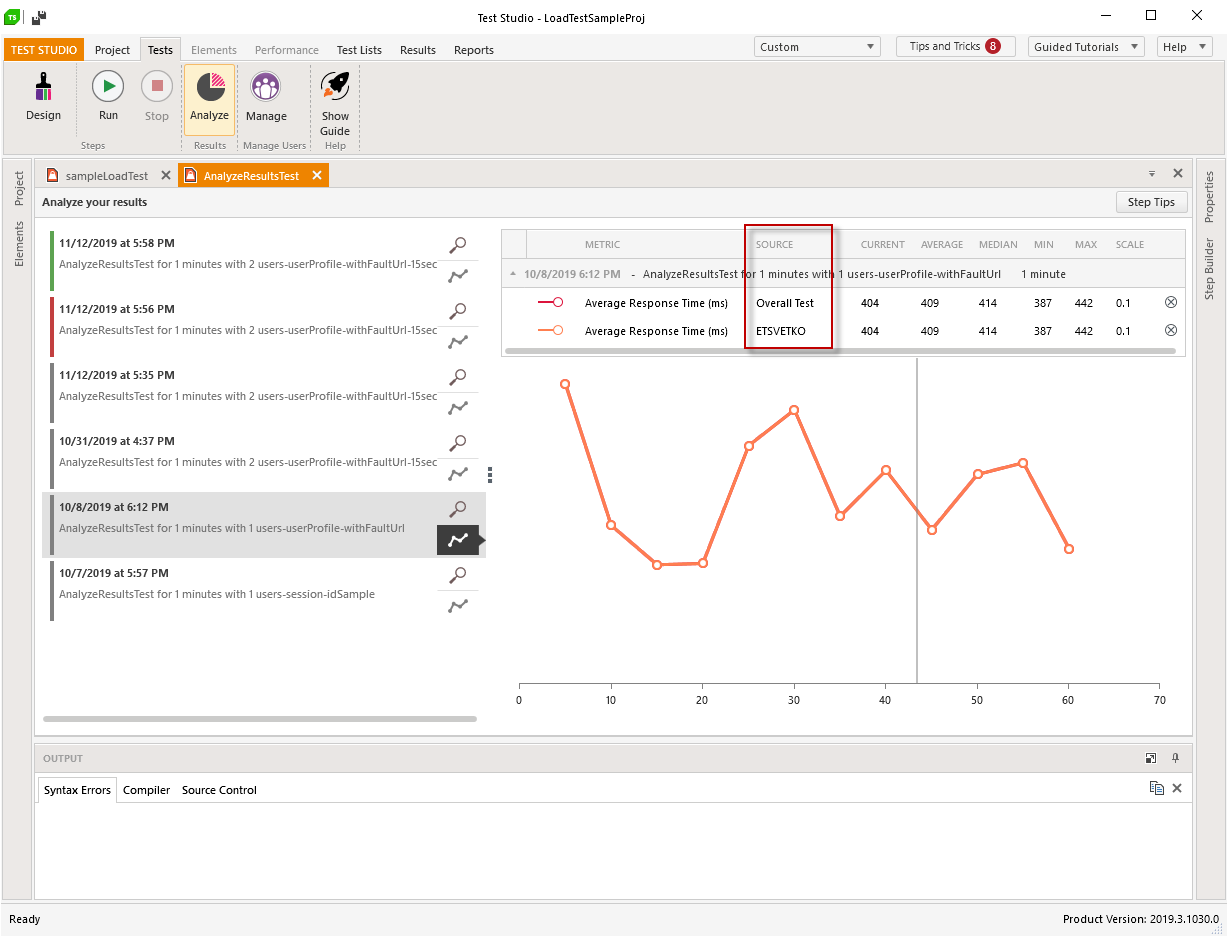 TS
Test Studio - LoadTestSampleProj
TEST STUDIO Project Tests Elements Performance Test Lists Results Reports Custom Tips and Tricks 8 Guided Tutorials Help
Design Run Stop Analyze Manage Show Guide
Steps Results Manage Users Help
Project
Elements
sampleLoadTest AnalyzeResultsTest
Analyze your results Step Tips
11/12/2019 at 5:58 PM
AnalyzeResultsTest for 1 minutes with 2 users-userProfile-withFaultUrl-15sec
11/12/2019 at 5:56 PM
AnalyzeResultsTest for 1 minutes with 2 users-userProfile-withFaultUrl-15sec
11/12/2019 at 5:35 PM
AnalyzeResultsTest for 1 minutes with 2 users-userProfile-withFaultUrl-15sec
10/31/2019 at 4:37 PM
AnalyzeResultsTest for 1 minutes with 2 users-userProfile-withFaultUrl-15sec
10/8/2019 at 6:12 PM
AnalyzeResultsTest for 1 minutes with 1 users-userProfile-withFaultUrl
10/7/2019 at 5:57 PM
AnalyzeResultsTest for 1 minutes with 1 users-session-idSample
METRIC SOURCE CURRENT AVERAGE MEDIAN MIN MAX SCALE
10/8/2019 6:12 PM - AnalyzeResultsTest for 1 minutes with 1 users-userProfile-withFaultUrl 1 minute
Average Response Time (ms) Overall Test 404 409 414 387 442 0.1
Average Response Time (ms) ETSVETKO 404 409 414 387 442 0.1
0 10 20 30 40 50 60 70
Properties
Step Builder
OUTPUT
Syntax Errors Compiler Source Control
Ready Product Version: 2019.3.1030.0